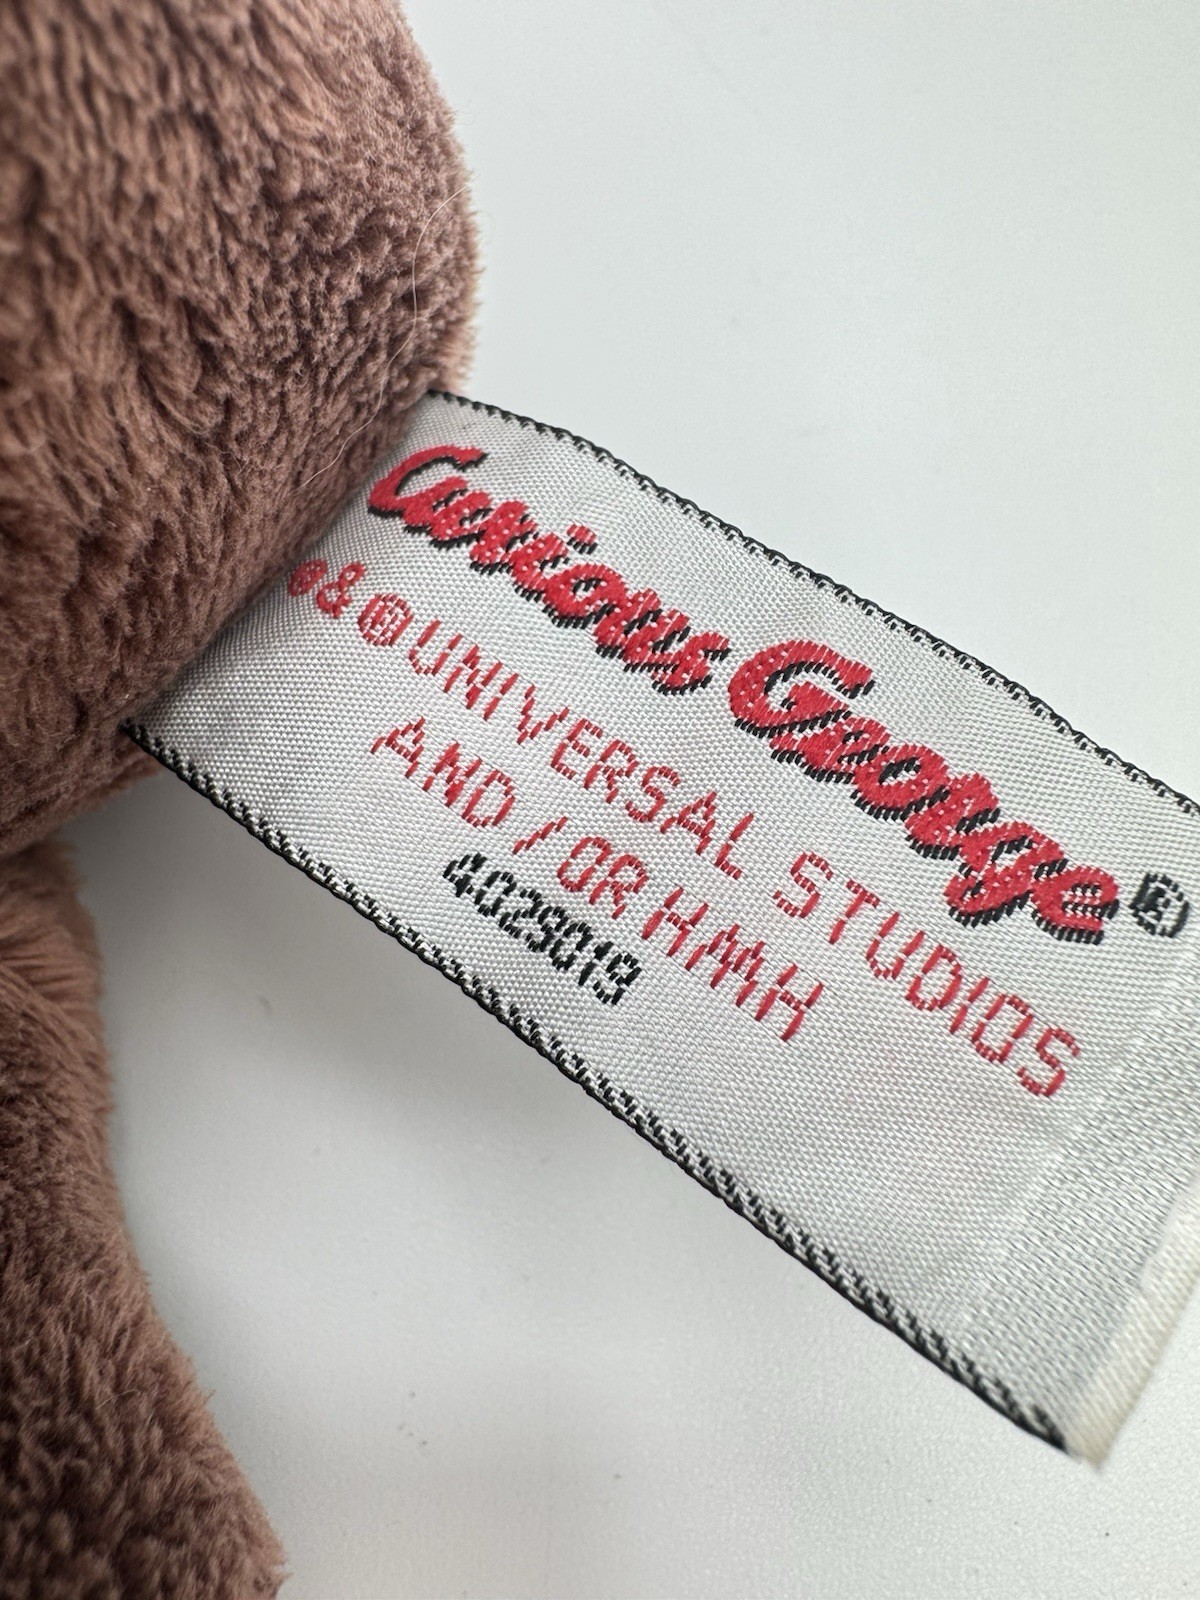 Curious George®
©&®UNIVERSAL STUDIOS
AND / OR HMH
4029019